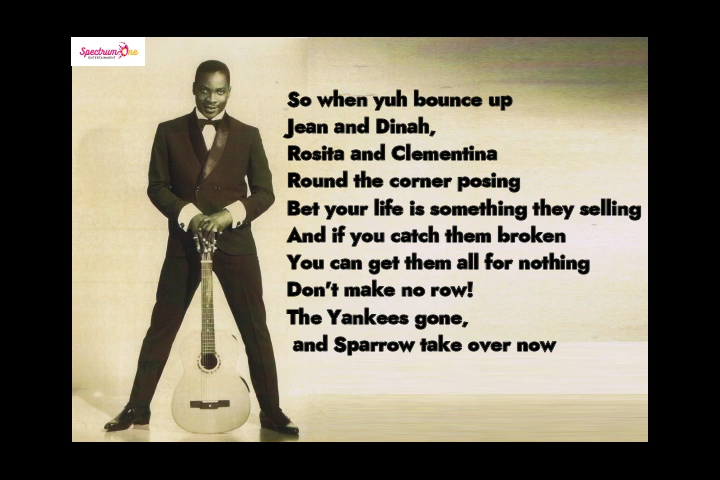 Spectrum One
ENTERTAINMENT
So when yuh bounce up
Jean and Dinah,
Rosita and Clementina
Round the corner posing
Bet your life is something they selling
And if you catch them broken
You can get them all for nothing
Don't make no row!
The Yankees gone,
and Sparrow take over now